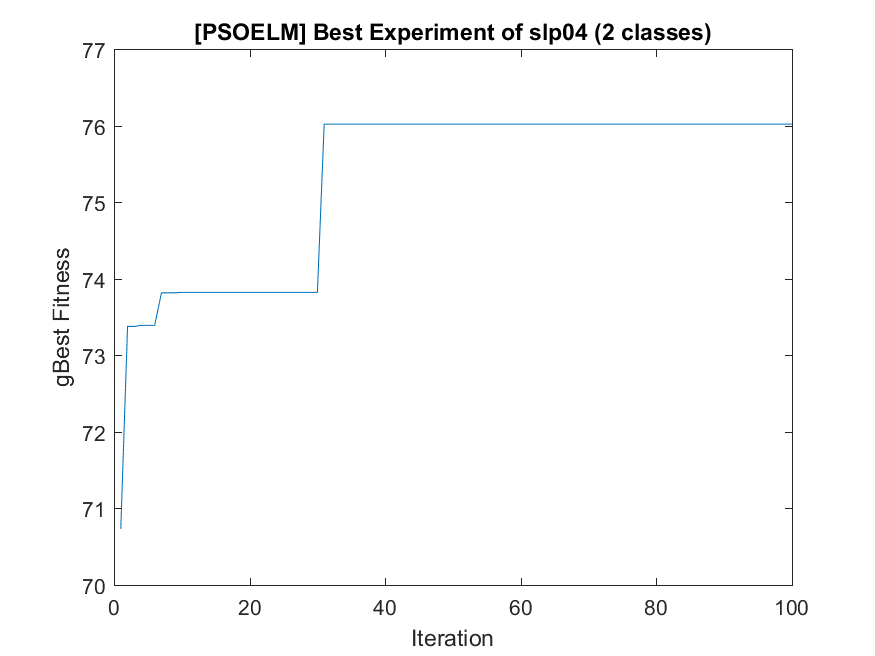 [PSOELM] Best Experiment of slp04 (2 classes)
77
76
75
74
73
72
71
70
gBest Fitness
0 20 40 60 80 100
Iteration